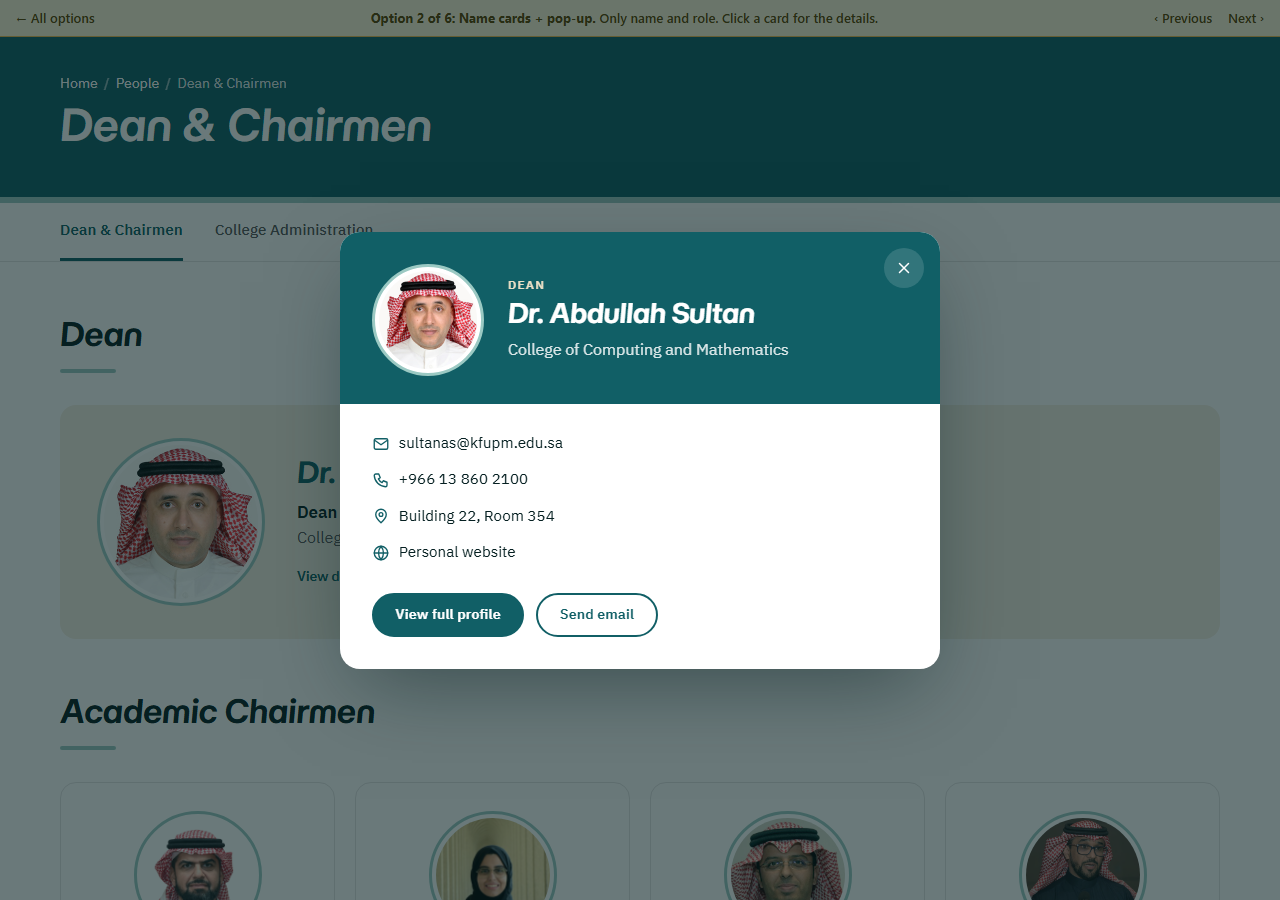 ← All options
Option 2 of 6: Name cards + pop-up. Only name and role. Click a card for the details.
‹ Previous Next ›
Home / People / Dean & Chairmen
Dean & Chairmen
Dean & Chairmen College Administration
DEAN
Dr. Abdullah Sultan
College of Computing and Mathematics
sultanas@kfupm.edu.sa
+966 13 860 2100
Building 22, Room 354
Personal website
View full profile Send email
Dean
Dr.
Dean
Academic Chairmen